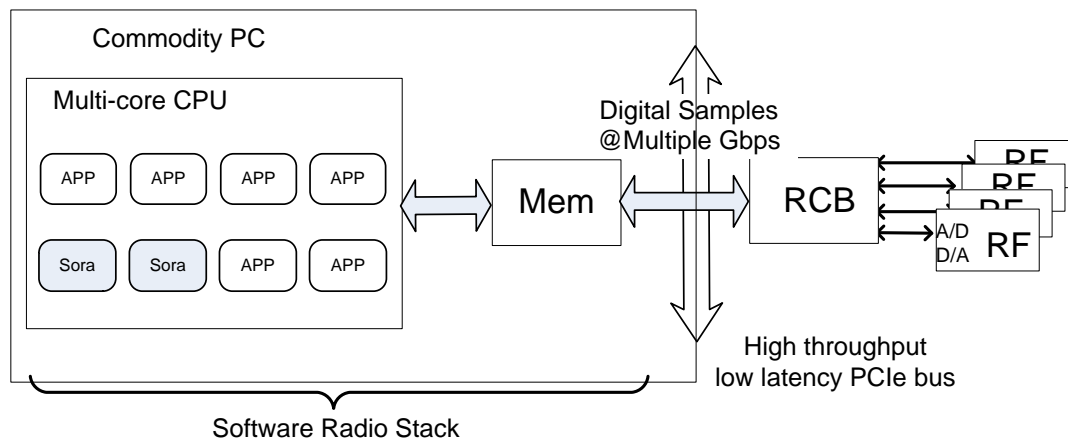 Commodity PC
Multi-core CPU
APP APP APP APP
Sora Sora APP APP
Mem
Digital Samples
@Multiple Gbps
RCB
RF
RF
RF
A/D
D/A
RF
High throughput
low latency PCIe bus
Software Radio Stack